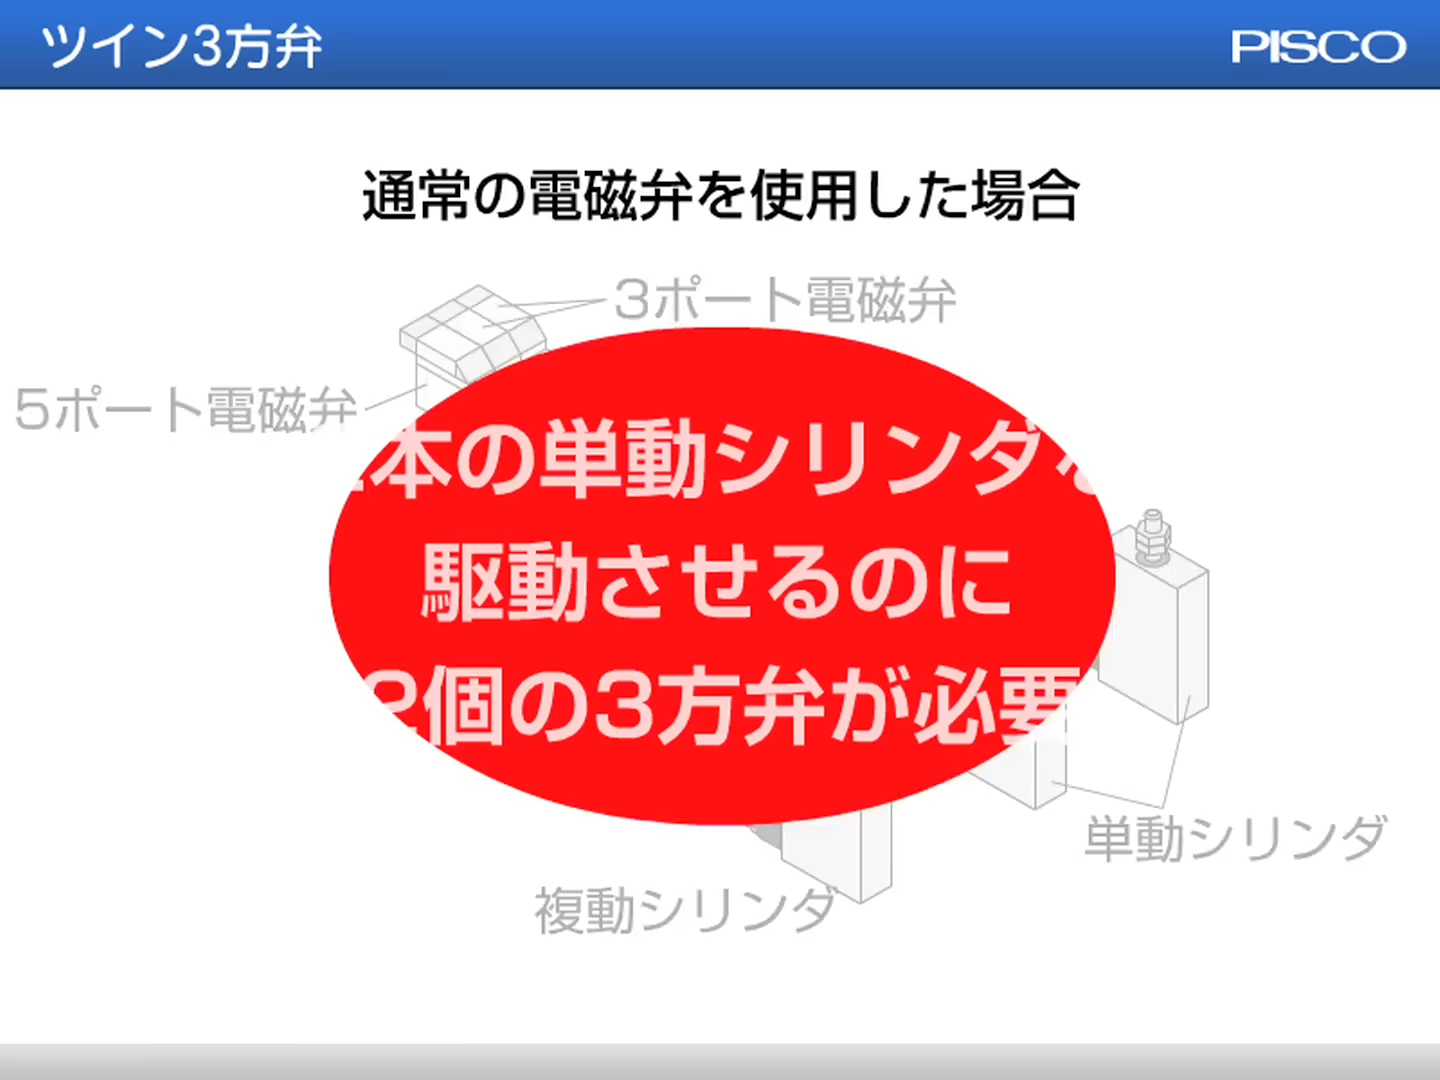 ツイン3方弁
PISCO
通常の電磁弁を使用した場合
3ポート電磁弁
5ポート電磁弁
2本の単動シリンダを
駆動させるのに
2個の3方弁が必要
単動シリンダ
複動シリンダ